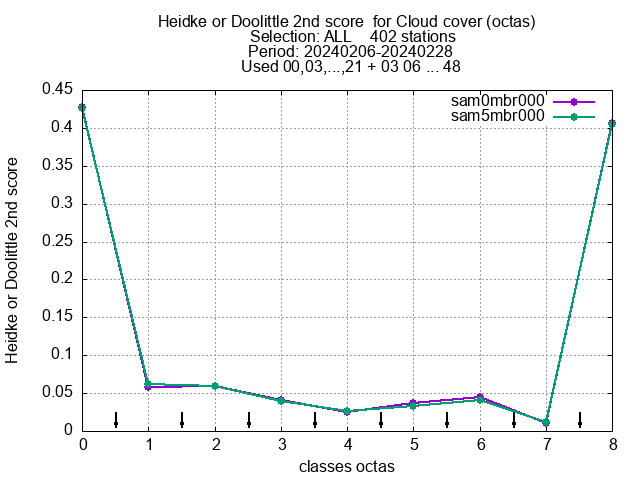 Heidke or Doolittle 2nd score  for Cloud cover (octas)
Selection: ALL    402 stations
Period: 20240206-20240228
Used 00,03,...,21 + 03 06 ... 48
sam0mbr000
sam5mbr000
Heidke or Doolittle 2nd score
0.45
0.4
0.35
0.3
0.25
0.2
0.15
0.1
0.05
0
0 1 2 3 4 5 6 7 8
classes octas